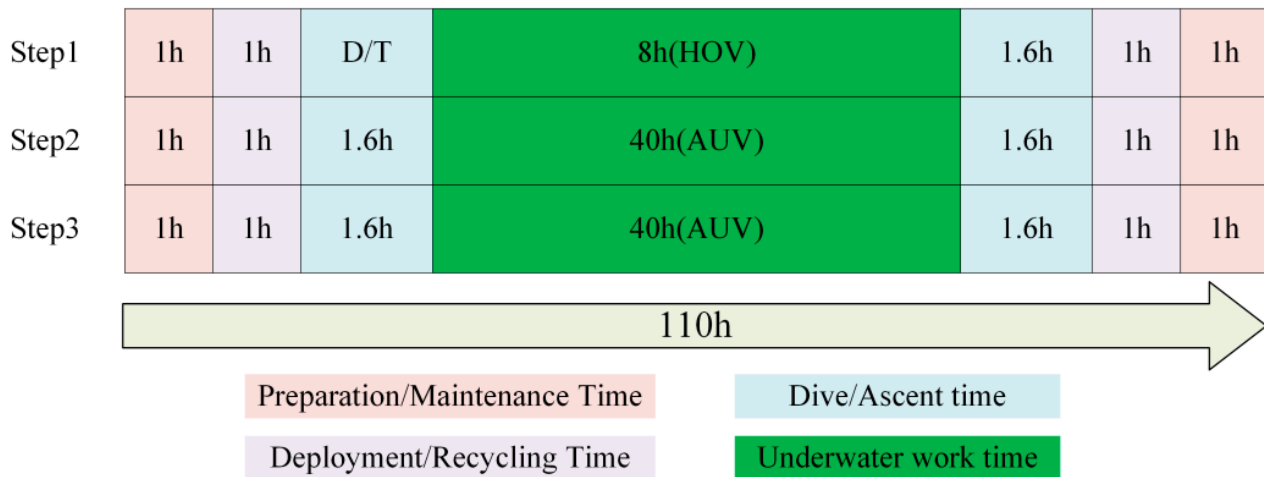 Step1 1h 1h D/T 8h(HOV) 1.6h 1h 1h
Step2 1h 1h 1.6h 40h(AUV) 1.6h 1h 1h
Step3 1h 1h 1.6h 40h(AUV) 1.6h 1h 1h
110h
Preparation/Maintenance Time Dive/Ascent time
Deployment/Recycling Time Underwater work time